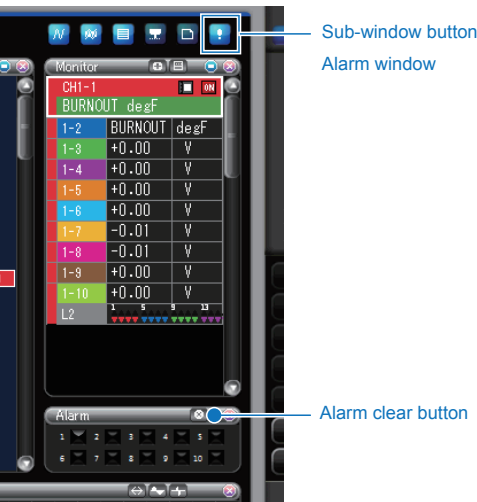 Sub-window button
Alarm window
Monitor
CH1-1 ON
BURNOUT degF
1-2 BURNOUT degF
1-3 +0.00 V
1-4 +0.00 V
1-5 +0.00 V
1-6 +0.00 V
1-7 -0.01 V
1-8 -0.01 V
1-9 +0.00 V
1-10 +0.00 V
L2 1 5 9 13
Alarm
Alarm clear button
1 2 3 4 5
6 7 8 9 10